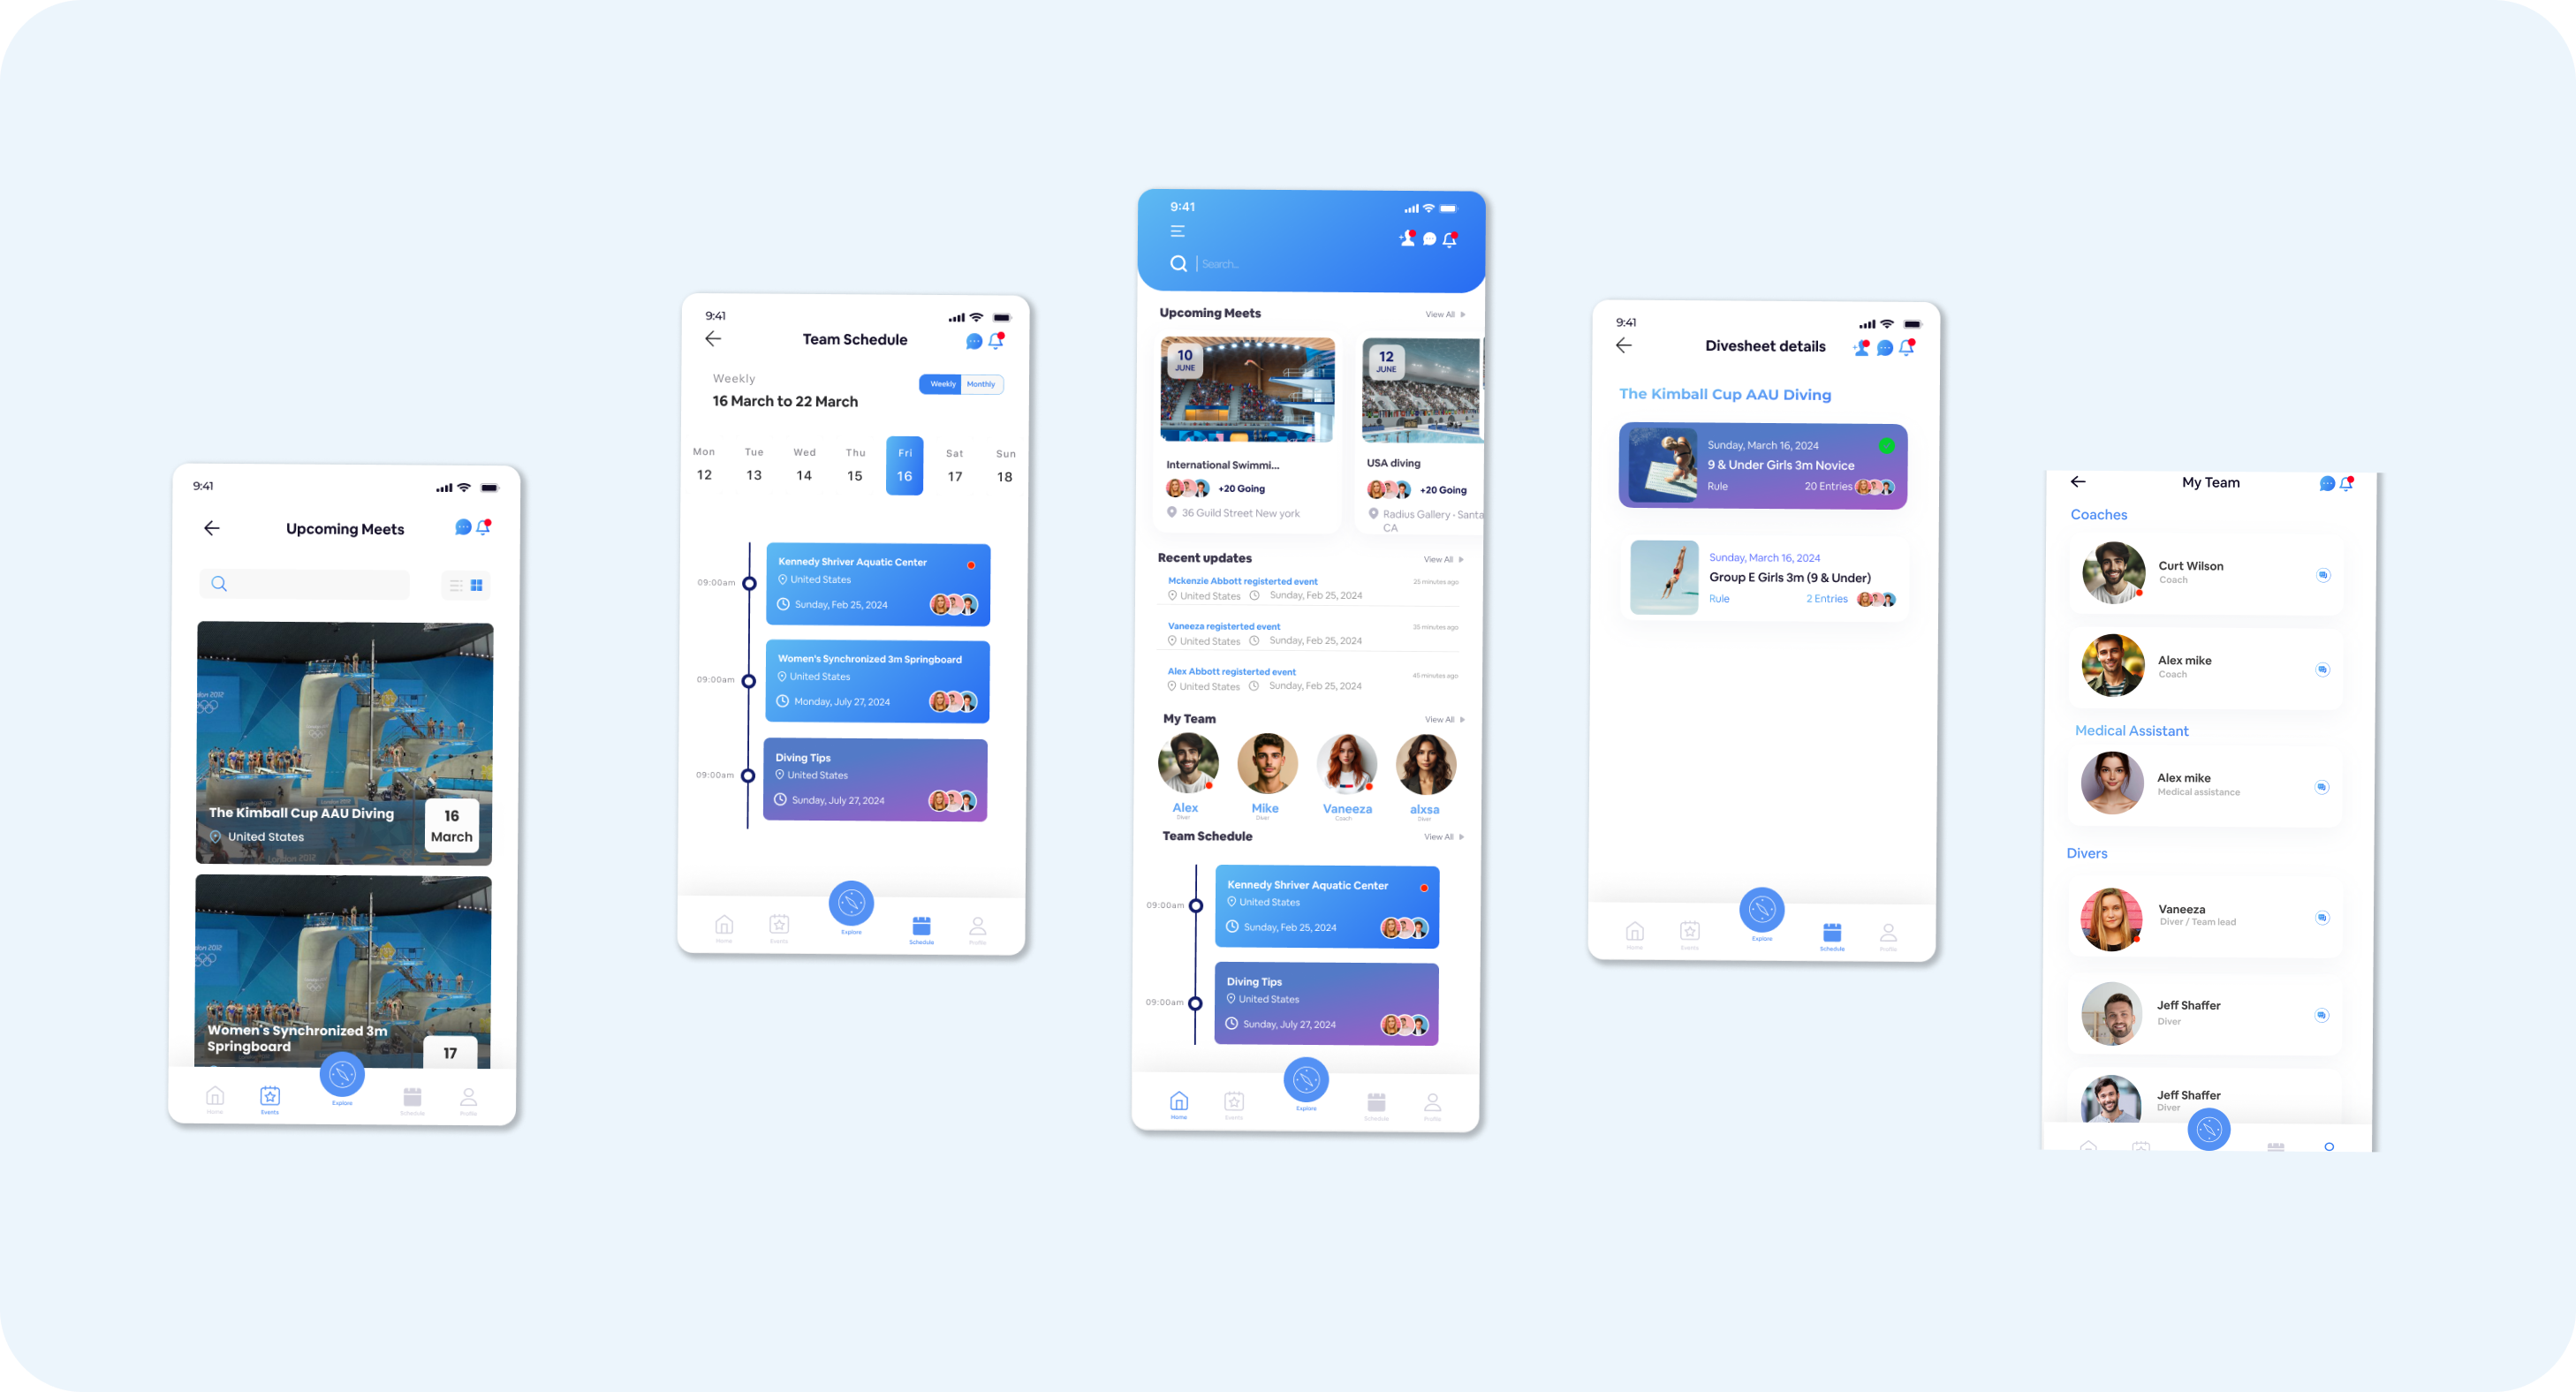 9:41
Upcoming Meets
London 2012
The Kimball Cup AAU Diving
United States
16
March
London 2012
London 2012
Women's Synchronized 3m
Springboard
17
Home
Events
Explore
Schedule
Profile
9:41
Team Schedule
Weekly
Weekly Monthly
16 March to 22 March
Mon Tue Wed Thu Fri Sat Sun
12 13 14 15 16 17 18
09:00am
Kennedy Shriver Aquatic Center
United States
Sunday, Feb 25, 2024
09:00am
Women's Synchronized 3m Springboard
United States
Monday, July 27, 2024
09:00am
Diving Tips
United States
Sunday, July 27, 2024
Home
Events
Explore
Schedule
Profile
9:41
Search...
Upcoming Meets
View All
10
JUNE
International Swimmi...
+20 Going
36 Guild Street New york
12
JUNE
USA diving
+20 Going
Radius Gallery • Santa
CA
Recent updates
View All
Mckenzie Abbott registerted event
25 minutes ago
United States
Sunday, Feb 25, 2024
Vaneeza registerted event
35 minutes ago
United States
Sunday, Feb 25, 2024
Alex Abbott registerted event
45 minutes ago
United States
Sunday, Feb 25, 2024
My Team
View All
Alex
Diver
Mike
Diver
Vaneeza
Coach
alxsa
Diver
Team Schedule
View All
09:00am
Kennedy Shriver Aquatic Center
United States
Sunday, Feb 25, 2024
09:00am
Diving Tips
United States
Sunday, July 27, 2024
Home
Events
Explore
Schedule
Profile
9:41
Divesheet details
The Kimball Cup AAU Diving
Sunday, March 16, 2024
9 & Under Girls 3m Novice
Rule
20 Entries
Sunday, March 16, 2024
Group E Girls 3m (9 & Under)
Rule
2 Entries
Home
Events
Explore
Schedule
Profile
My Team
Coaches
Curt Wilson
Coach
Alex mike
Coach
Medical Assistant
Alex mike
Medical assistance
Divers
Vaneeza
Diver / Team lead
Jeff Shaffer
Diver
Jeff Shaffer
Diver